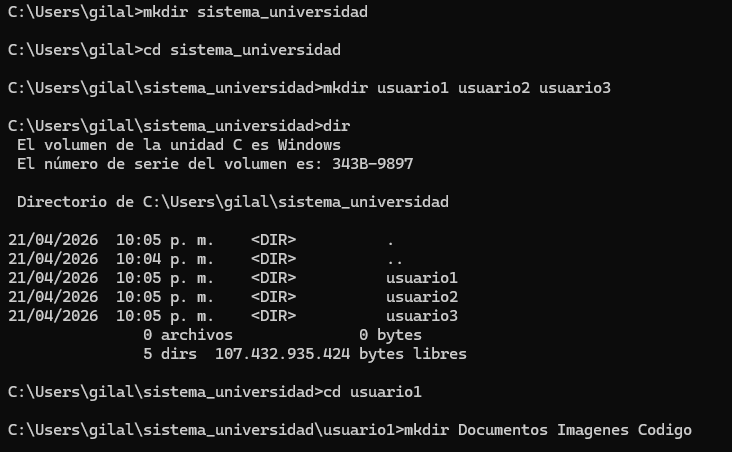 C:\Users\gilal>mkdir sistema_universidad
C:\Users\gilal>cd sistema_universidad
C:\Users\gilal\sistema_universidad>mkdir usuario1 usuario2 usuario3
C:\Users\gilal\sistema_universidad>dir
 El volumen de la unidad C es Windows
 El número de serie del volumen es: 343B-9897
 Directorio de C:\Users\gilal\sistema_universidad
21/04/2026  10:05 p. m.    <DIR>          .
21/04/2026  10:04 p. m.    <DIR>          ..
21/04/2026  10:05 p. m.    <DIR>          usuario1
21/04/2026  10:05 p. m.    <DIR>          usuario2
21/04/2026  10:05 p. m.    <DIR>          usuario3
               0 archivos              0 bytes
               5 dirs  107.432.935.424 bytes libres
C:\Users\gilal\sistema_universidad>cd usuario1
C:\Users\gilal\sistema_universidad\usuario1>mkdir Documentos Imagenes Codigo